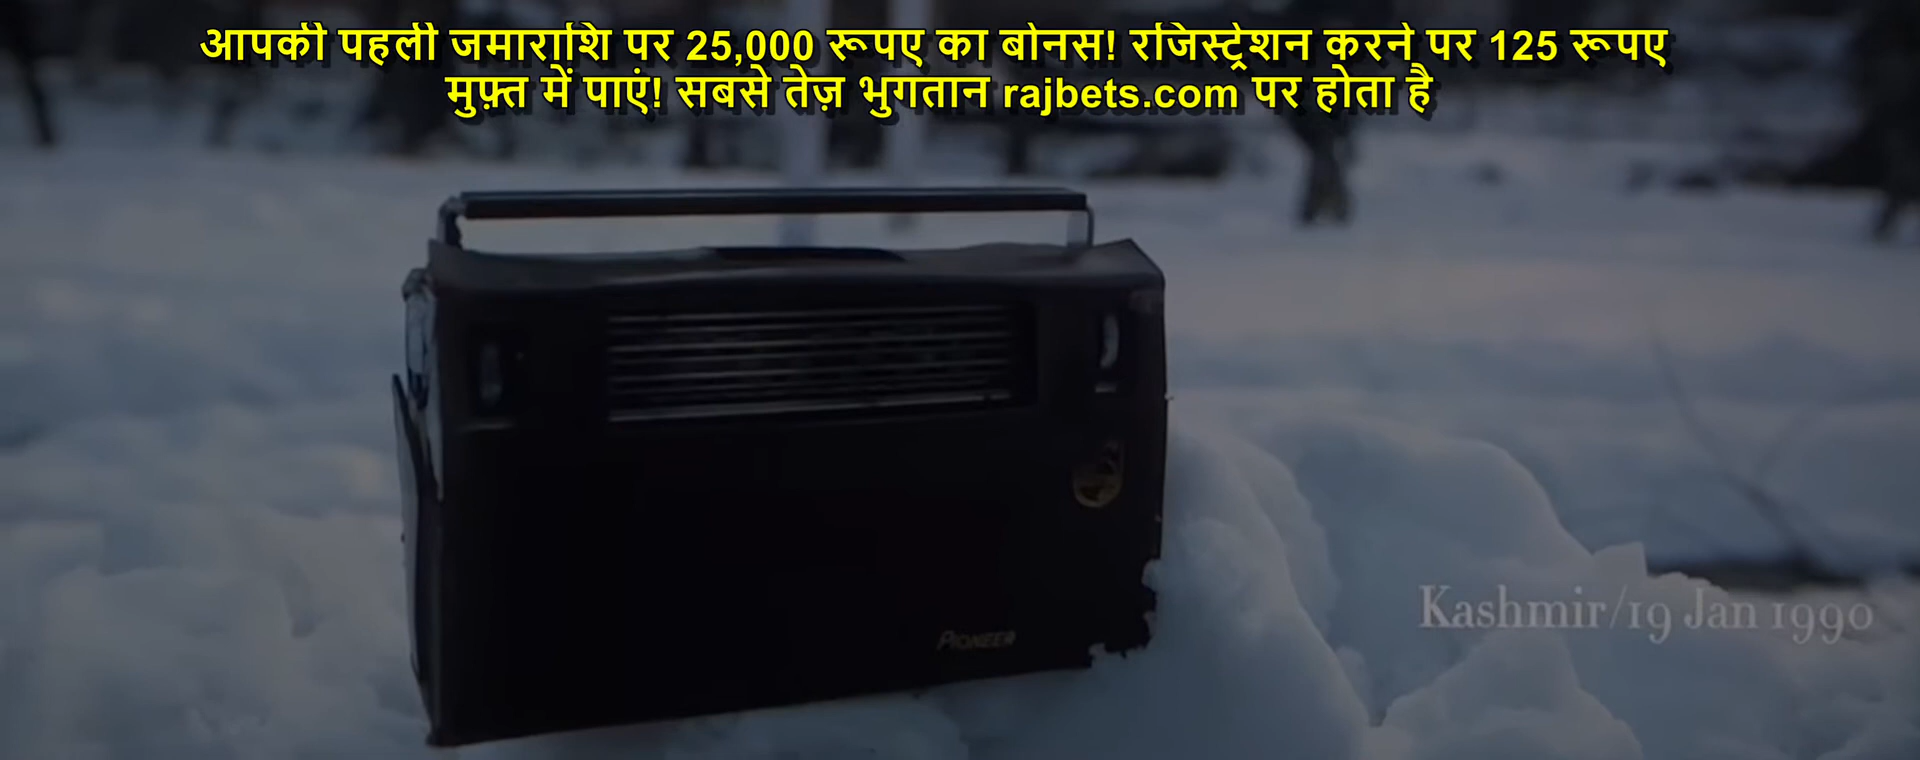 आपकी पहली जमाराशि पर 25,000 रूपए का बोनस! रजिस्ट्रेशन करने पर 125 रूपए
मुफ़्त में पाएं! सबसे तेज़ भुगतान rajbets.com पर होता है
Kashmir/19 Jan 1990
PIONEER